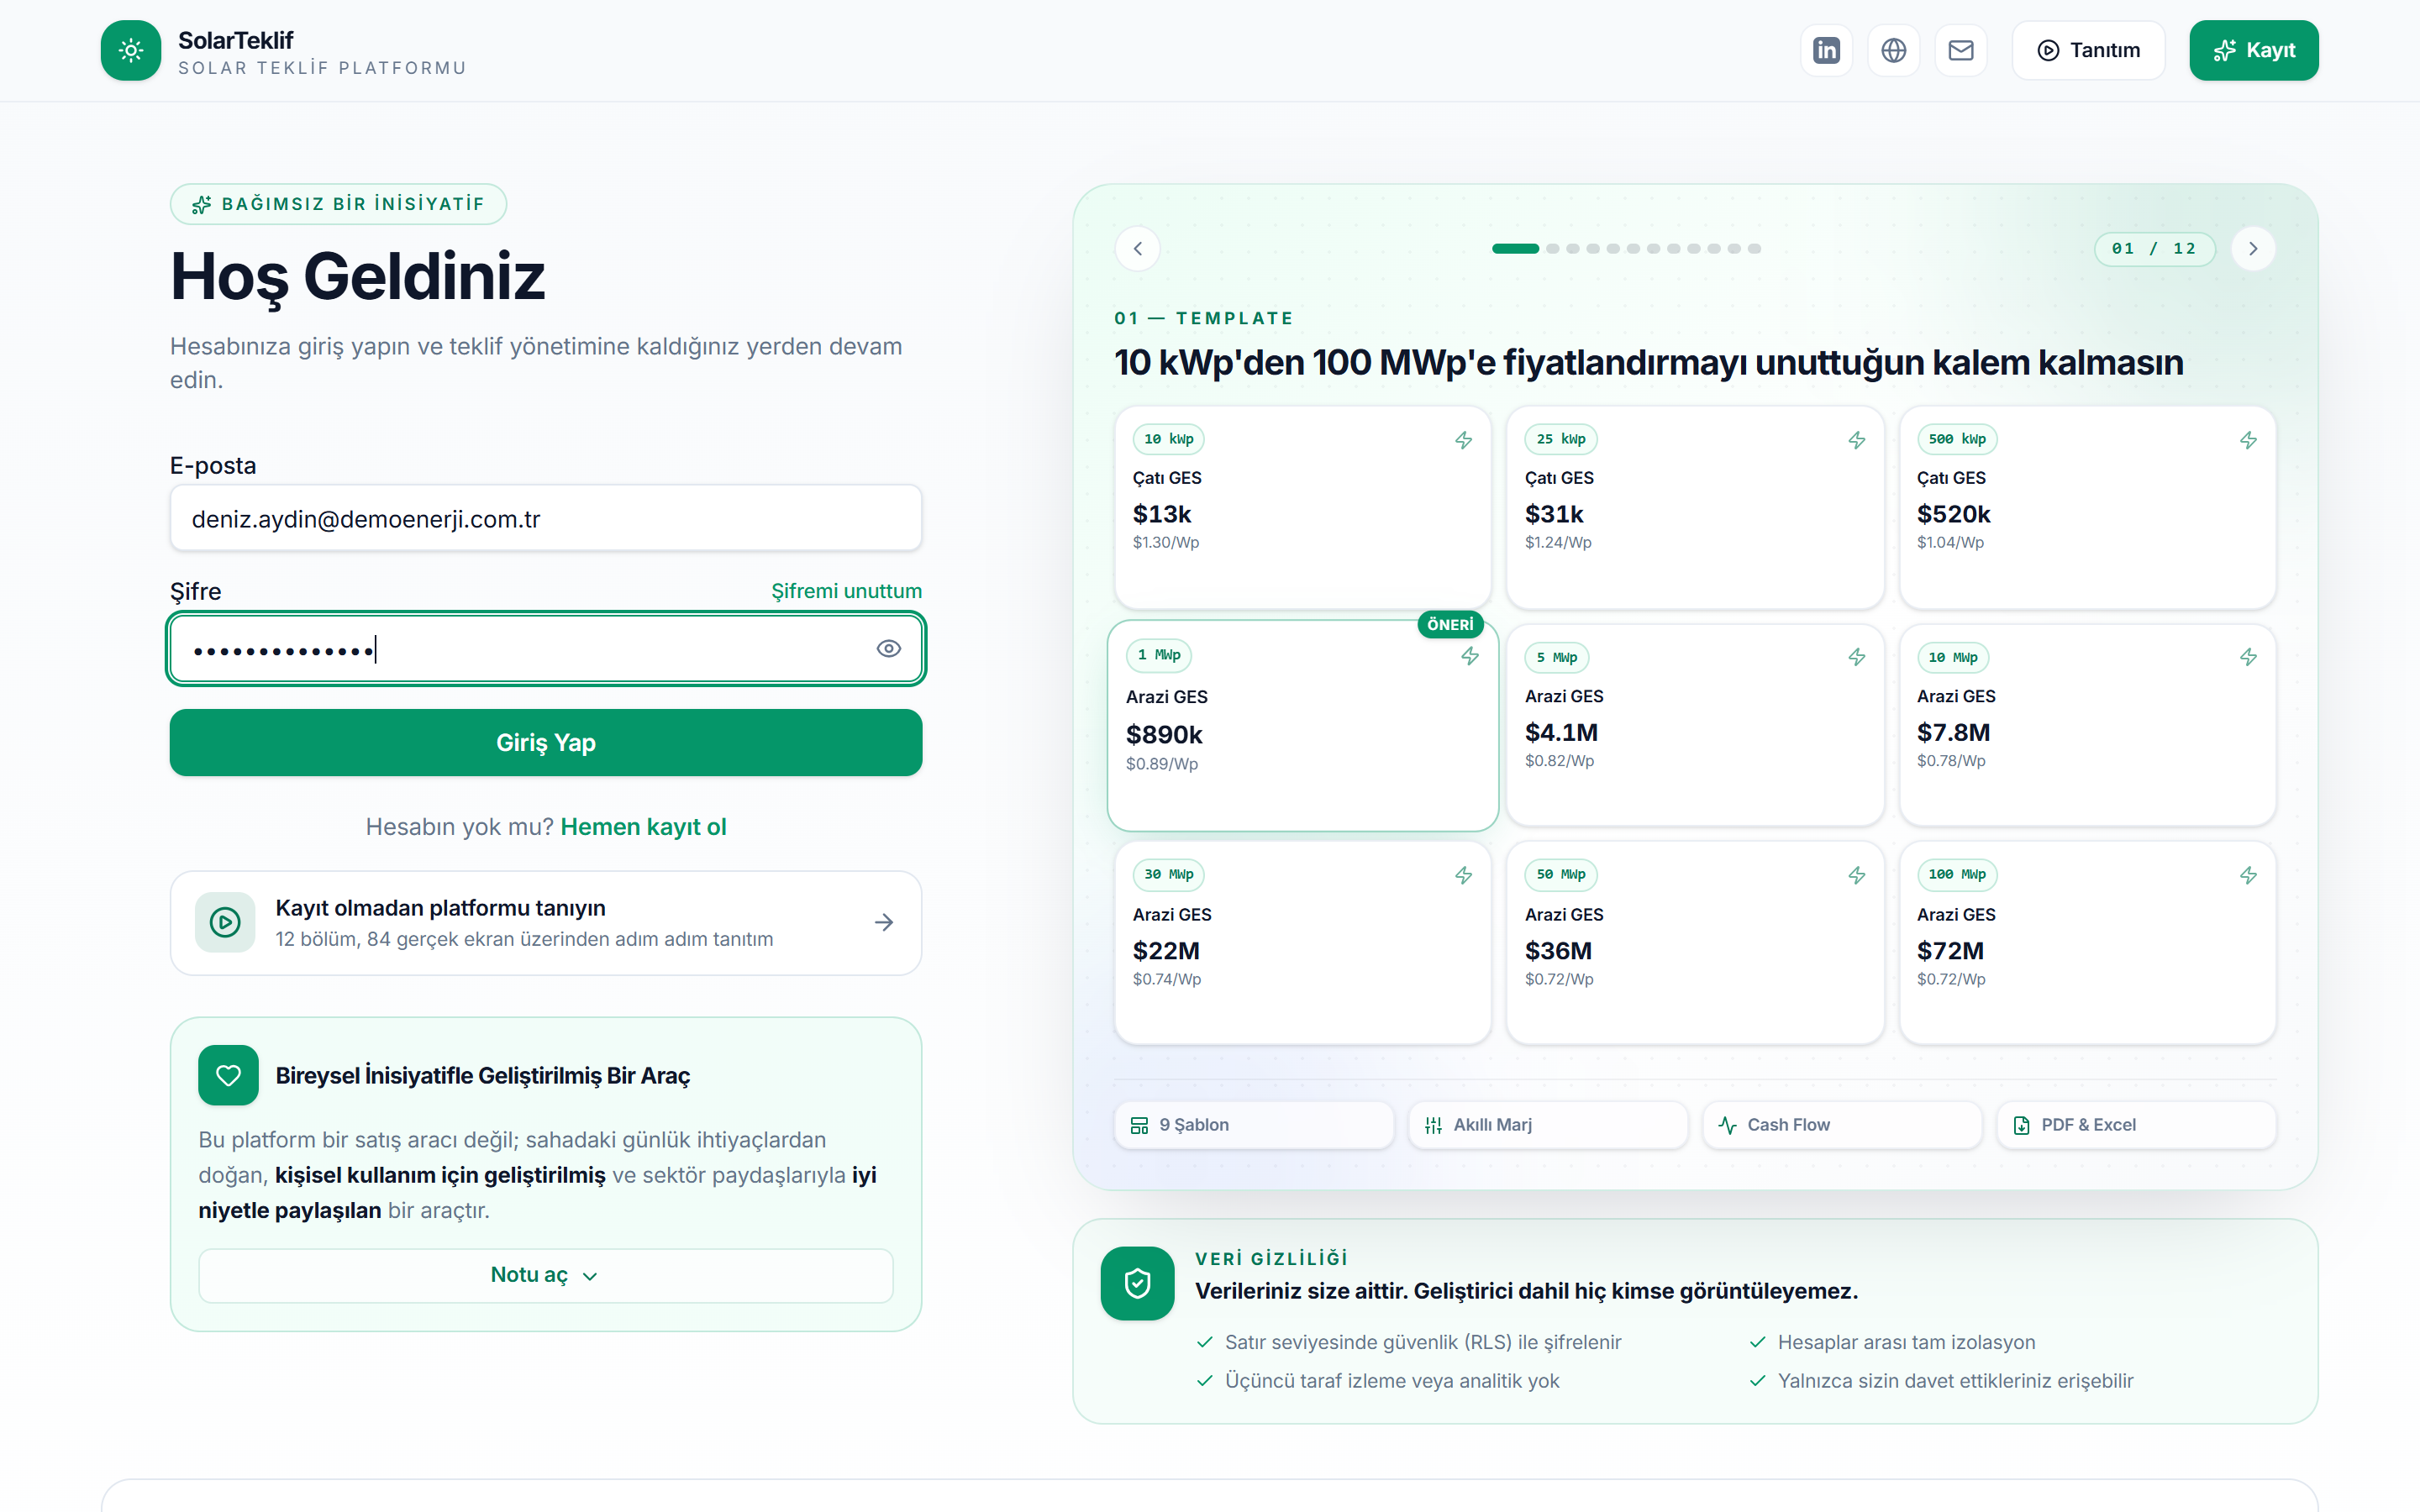 SolarTeklif
SOLAR TEKLİF PLATFORMU
Tanıtım
Kayıt
BAĞIMSIZ BİR İNİSİYATİF
Hoş Geldiniz
Hesabınıza giriş yapın ve teklif yönetimine kaldığınız yerden devam
edin.
E-posta
deniz.aydin@demoenerji.com.tr
Şifre
Şifremi unuttum
••••••••••••••
Giriş Yap
Hesabın yok mu? Hemen kayıt ol
Kayıt olmadan platformu tanıyın
12 bölüm, 84 gerçek ekran üzerinden adım adım tanıtım
Bireysel İnisiyatifle Geliştirilmiş Bir Araç
Bu platform bir satış aracı değil; sahadaki günlük ihtiyaçlardan
doğan, kişisel kullanım için geliştirilmiş ve sektör paydaşlarıyla iyi
niyetle paylaşılan bir araçtır.
Notu aç
01 / 12
01 — TEMPLATE
10 kWp'den 100 MWp'e fiyatlandırmayı unuttuğun kalem kalmasın
10 kWp
Çatı GES
$13k
$1.30/Wp
25 kWp
Çatı GES
$31k
$1.24/Wp
500 kWp
Çatı GES
$520k
$1.04/Wp
ÖNERİ
1 MWp
Arazi GES
$890k
$0.89/Wp
5 MWp
Arazi GES
$4.1M
$0.82/Wp
10 MWp
Arazi GES
$7.8M
$0.78/Wp
30 MWp
Arazi GES
$22M
$0.74/Wp
50 MWp
Arazi GES
$36M
$0.72/Wp
100 MWp
Arazi GES
$72M
$0.72/Wp
9 Şablon
Akıllı Marj
Cash Flow
PDF & Excel
VERİ GİZLİLİĞİ
Verileriniz size aittir. Geliştirici dahil hiç kimse görüntüleyemez.
Satır seviyesinde güvenlik (RLS) ile şifrelenir
Hesaplar arası tam izolasyon
Üçüncü taraf izleme veya analitik yok
Yalnızca sizin davet ettikleriniz erişebilir